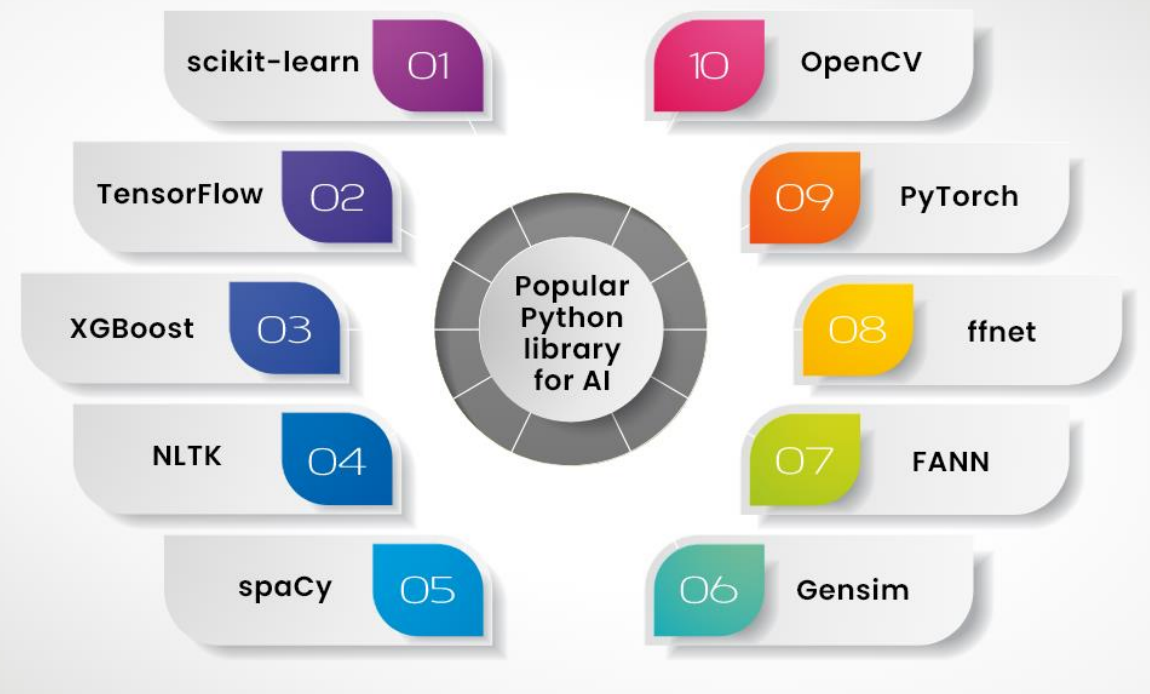 scikit-learn 01
TensorFlow 02
XGBoost 03
NLTK 04
spaCy 05
Popular
Python
library
for AI
10 OpenCV
09 PyTorch
08 ffnet
07 FANN
06 Gensim